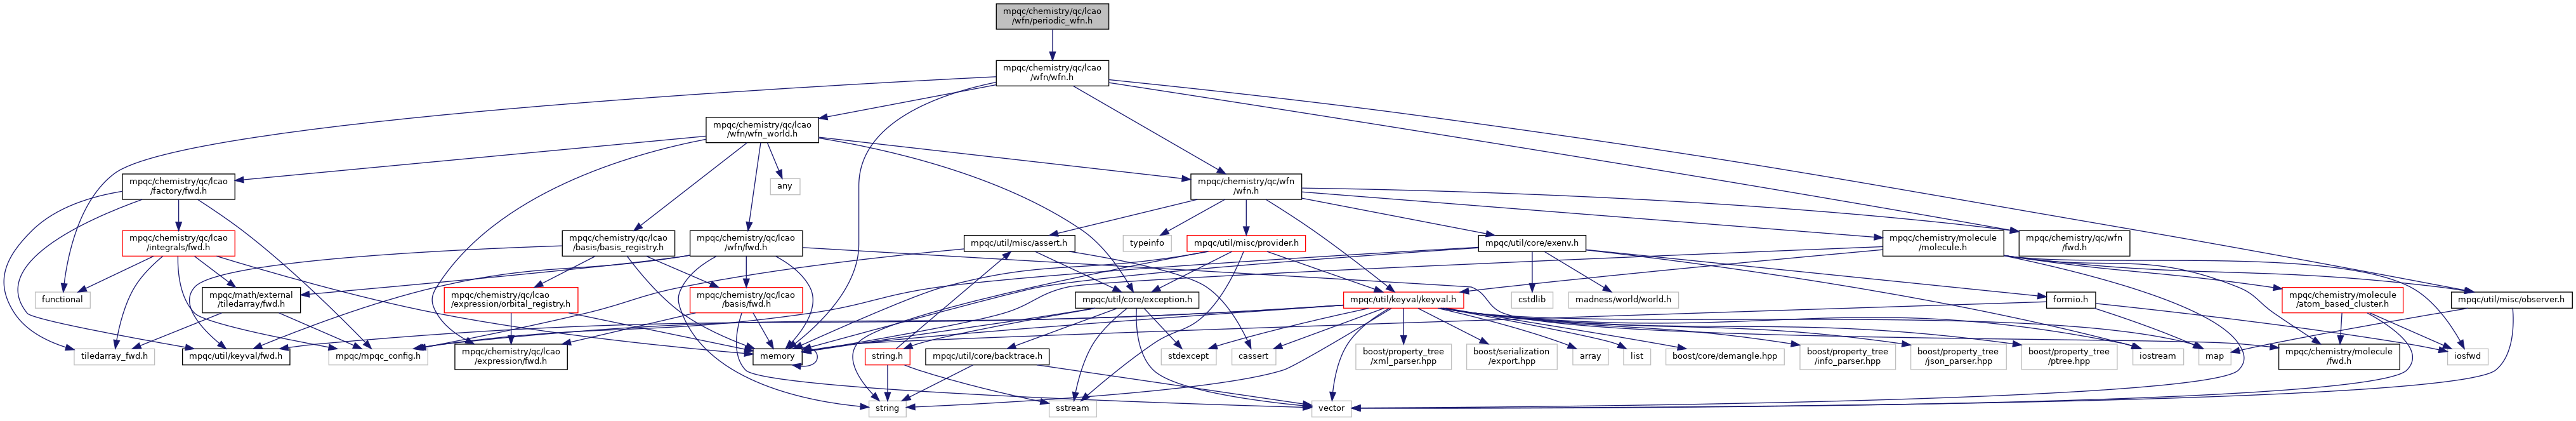 mpqc/chemistry/qc/lcao
/wfn/periodic_wfn.h
mpqc/chemistry/qc/lcao
/wfn/wfn.h
mpqc/chemistry/qc/lcao
/wfn/wfn_world.h
mpqc/chemistry/qc/lcao
/factory/fwd.h
any
mpqc/chemistry/qc/wfn
/wfn.h
mpqc/chemistry/qc/lcao
/integrals/fwd.h
mpqc/chemistry/qc/lcao
/basis/basis_registry.h
mpqc/chemistry/qc/lcao
/wfn/fwd.h
mpqc/util/misc/assert.h
typeinfo
mpqc/util/misc/provider.h
mpqc/util/core/exenv.h
mpqc/chemistry/molecule
/molecule.h
mpqc/chemistry/qc/wfn
/fwd.h
functional
mpqc/math/external
/tiledarray/fwd.h
mpqc/chemistry/qc/lcao
/expression/orbital_registry.h
mpqc/chemistry/qc/lcao
/basis/fwd.h
mpqc/util/core/exception.h
mpqc/util/keyval/keyval.h
cstdlib
madness/world/world.h
formio.h
mpqc/chemistry/molecule
/atom_based_cluster.h
mpqc/util/misc/observer.h
tiledarray_fwd.h
mpqc/util/keyval/fwd.h
mpqc/mpqc_config.h
mpqc/chemistry/qc/lcao
/expression/fwd.h
memory
string.h
mpqc/util/core/backtrace.h
stdexcept
cassert
boost/property_tree
/xml_parser.hpp
boost/serialization
/export.hpp
array
list
boost/core/demangle.hpp
boost/property_tree
/info_parser.hpp
boost/property_tree
/json_parser.hpp
boost/property_tree
/ptree.hpp
iostream
map
mpqc/chemistry/molecule
/fwd.h
iosfwd
string
sstream
vector